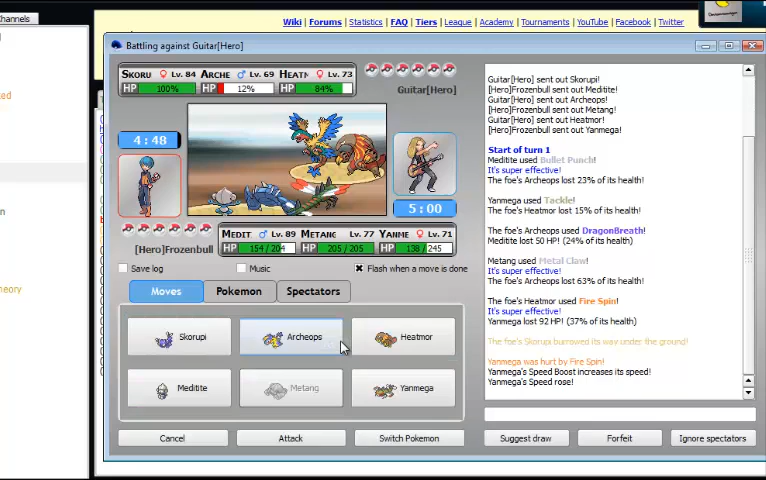 Channels
Wiki | Forums | Statistics | FAQ | Tiers | League | Academy | Tournaments | YouTube | Facebook | Twitter
Battling against Guitar[Hero]
SKORU ♀ Lv. 84 ARCHE ♂ Lv. 69 HEATM ♀ Lv. 73
HP 100% HP 12% HP 84%
Guitar[Hero]
4:48
5:00
[Hero]Frozenbull
MEDIT ♂ Lv. 89 METANG Lv. 77 YANME ♀ Lv. 71
HP 154 / 204 HP 205 / 205 HP 138 / 245
Save log
Music
Flash when a move is done
Moves
Pokemon
Spectators
Skorupi
Archeops
Heatmor
Meditite
Metang
Yanmega
Cancel
Attack
Switch Pokemon
Guitar[Hero] sent out Skorupi!
[Hero]Frozenbull sent out Meditite!
Guitar[Hero] sent out Archeops!
[Hero]Frozenbull sent out Metang!
Guitar[Hero] sent out Heatmor!
[Hero]Frozenbull sent out Yanmega!
Start of turn 1
Meditite used Bullet Punch!
It's super effective!
The foe's Archeops lost 23% of its health!
Yanmega used Tackle!
The foe's Heatmor lost 15% of its health!
The foe's Archeops used DragonBreath!
Meditite lost 50 HP! (24% of its health)
Metang used Metal Claw!
It's super effective!
The foe's Archeops lost 63% of its health!
The foe's Heatmor used Fire Spin!
It's super effective!
Yanmega lost 92 HP! (37% of its health)
The foe's Skorupi burrowed its way under the ground!
Yanmega was hurt by Fire Spin!
Yanmega's Speed Boost increases its speed!
Yanmega's Speed rose!
Suggest draw
Forfeit
Ignore spectators